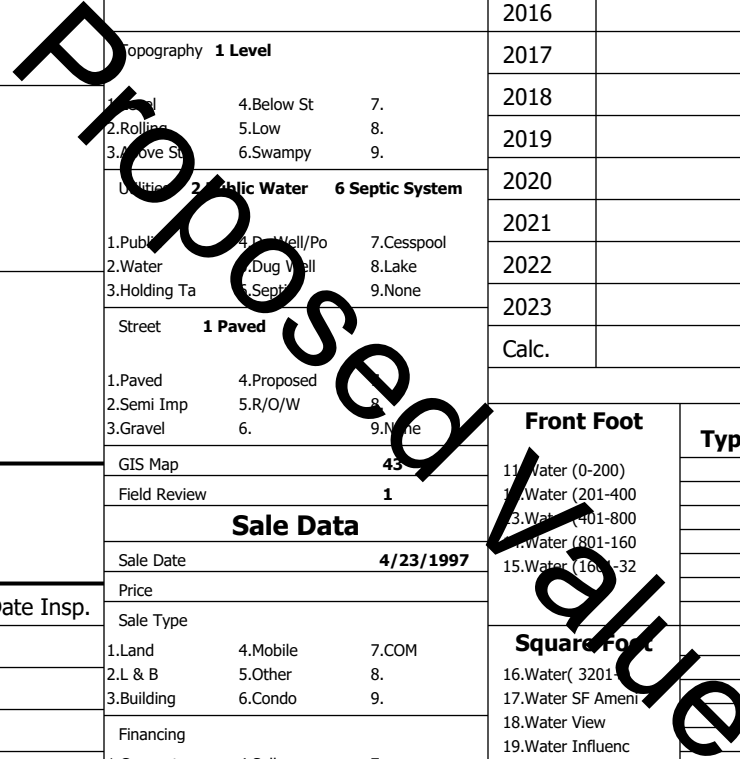 Topography 1 Level
4.Below St 7.
2.Rolling 5.Low 8.
3.Above St 6.Swampy 9.
Utilities 2 Public Water 6 Septic System
4.Dr Well/Po 7.Cesspool
2.Water 5.Dug Well 8.Lake
3.Holding Ta 6.Septic 9.None
Street 1 Paved
1.Paved 4.Proposed
2.Semi Imp 5.R/O/W 8.
3.Gravel 6. 9.None
GIS Map 43
Field Review 1
Sale Data
Sale Date 4/23/1997
Price
Sale Type
1.Land 4.Mobile 7.COM
2.L & B 5.Other 8.
3.Building 6.Condo 9.
Financing
Date Insp.
2016
2017
2018
2019
2020
2021
2022
2023
Calc.
Front Foot
Typ
11.Water (0-200)
12.Water (201-400
13.Water (401-800
14.Water (801-160
15.Water (1601-32
Square Foot
16.Water( 3201-
17.Water SF Ameni
18.Water View
19.Water Influenc
Proposed Value